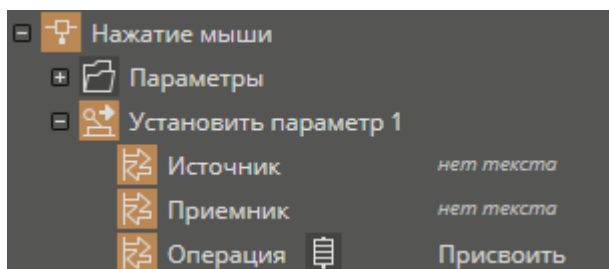 Нажатие мыши
Параметры
Установить параметр 1
Источник нет текста
Приемник нет текста
Операция Присвоить